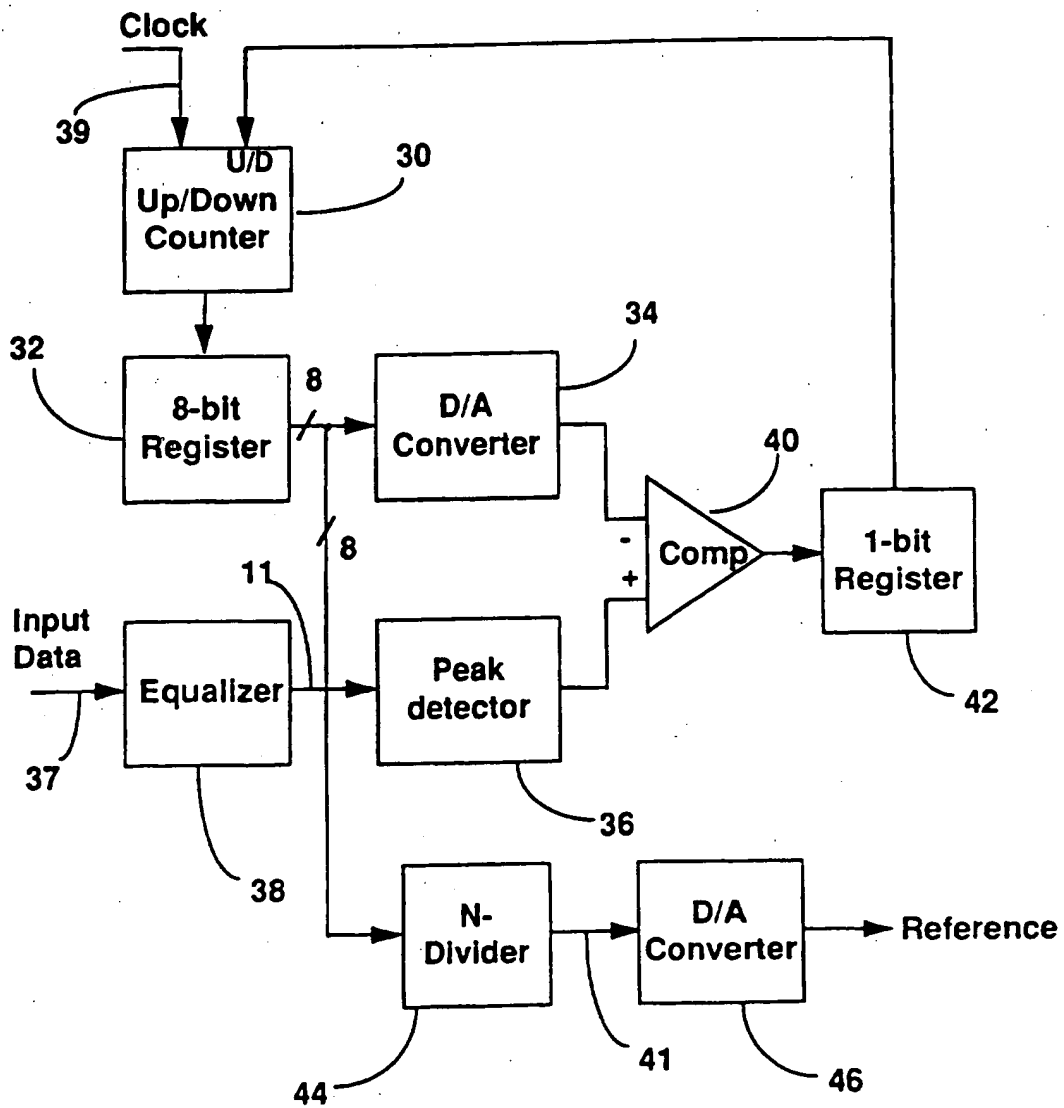 Clock
39
U/D
Up/Down
Counter
30
32
8-bit
Register
8
D/A
Converter
34
8
40
-
+
Comp
1-bit
Register
42
11
Input
Data
37
Equalizer
38
Peak
detector
36
N-
Divider
44
41
D/A
Converter
46
Reference